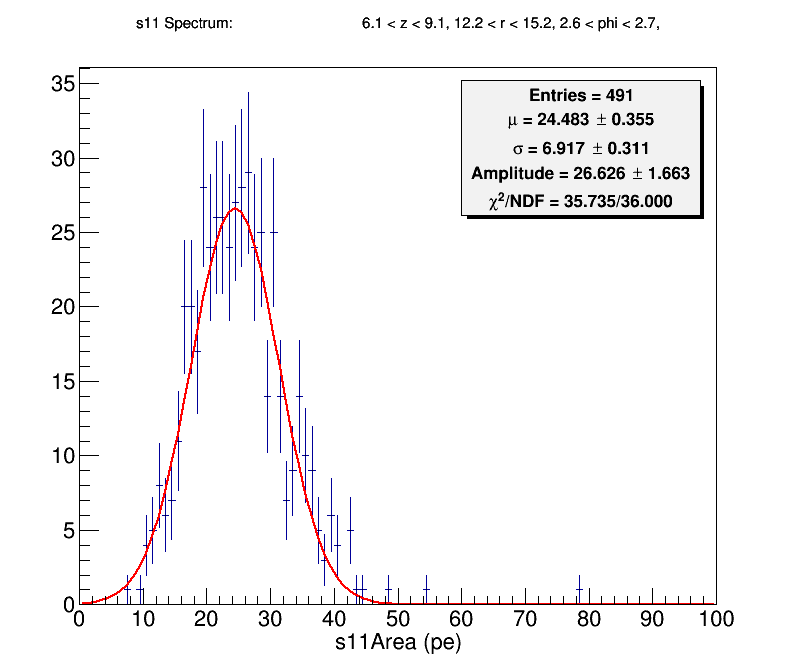 s11 Spectrum: 6.1 < z < 9.1, 12.2 < r < 15.2, 2.6 < phi < 2.7,
Entries = 491
μ = 24.483 ± 0.355
σ = 6.917 ± 0.311
Amplitude = 26.626 ± 1.663
χ²/NDF = 35.735/36.000
35
30
25
20
15
10
5
0
0 10 20 30 40 50 60 70 80 90 100
s11Area (pe)